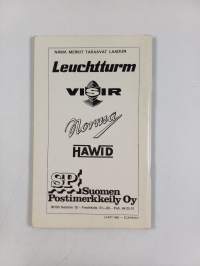 NÄMÄ MERKIT TAKAAVAT LAADUN
Leuchtturm
VISIR
Norma
HAWID
SP Suomen
Postimerkkeily Oy